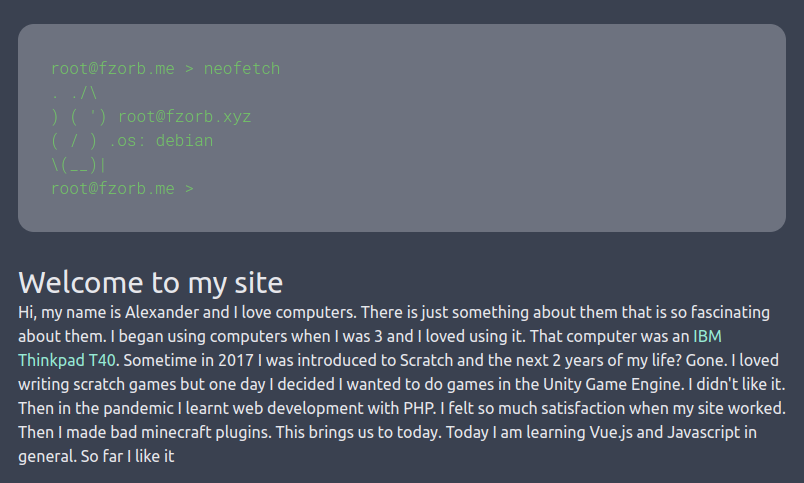 root@fzorb.me > neofetch
. ./\
) ( ') root@fzorb.xyz
( / ) .os: debian
\(__)|
root@fzorb.me >
Welcome to my site
Hi, my name is Alexander and I love computers. There is just something about them that is so fascinating
about them. I began using computers when I was 3 and I loved using it. That computer was an IBM
Thinkpad T40. Sometime in 2017 I was introduced to Scratch and the next 2 years of my life? Gone. I loved
writing scratch games but one day I decided I wanted to do games in the Unity Game Engine. I didn't like it.
Then in the pandemic I learnt web development with PHP. I felt so much satisfaction when my site worked.
Then I made bad minecraft plugins. This brings us to today. Today I am learning Vue.js and Javascript in
general. So far I like it